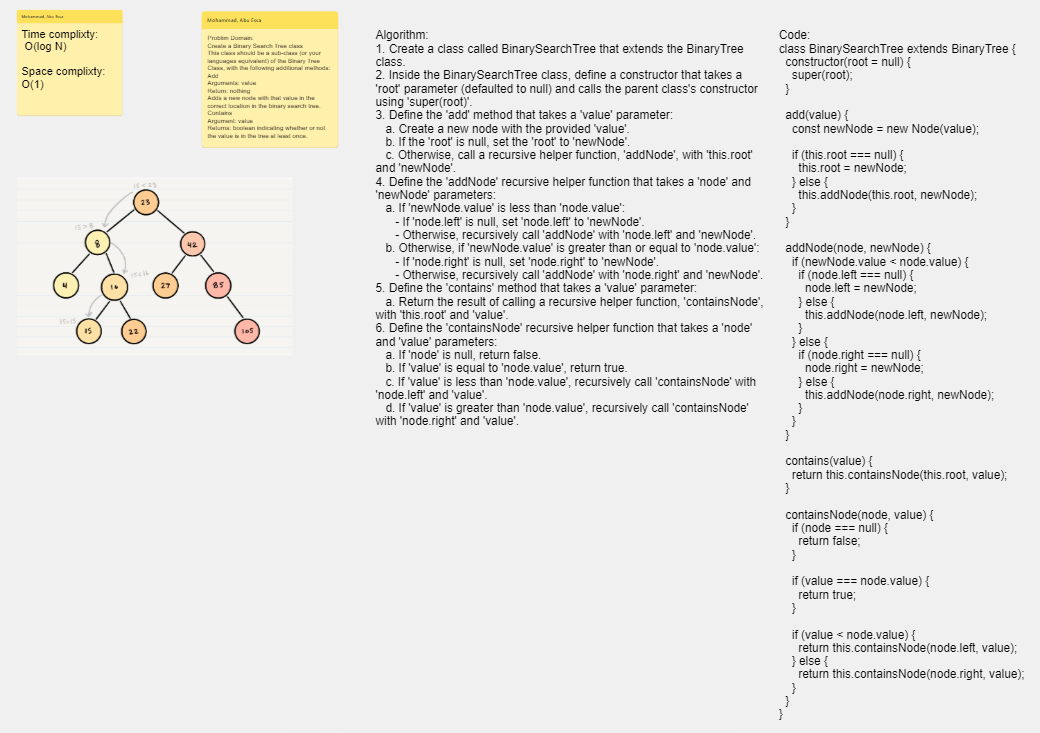 Mohammad, Abu Ewa
Time complixty:
O(log N)
Space complixty:
O(1)
Mohammad, Abu Ewa
Problim Domain:
Create a Binary Search Tree class
This class should be a sub-class (or your
languages equivalent) of the Binary Tree
Class, with the following additional methods:
Add
Arguments: value
Return: nothing
Adds a new node with that value in the
correct location in the binary search tree.
Contains
Argument: value
Returns: boolean indicating whether or not
the value is in the tree at least once.
15 < 23
23
15 > 8
8
42
15 < 16
4
16
27
85
15
22
105
Algorithm:
1. Create a class called BinarySearchTree that extends the BinaryTree
class.
2. Inside the BinarySearchTree class, define a constructor that takes a
'root' parameter (defaulted to null) and calls the parent class's constructor
using 'super(root)'.
3. Define the 'add' method that takes a 'value' parameter:
a. Create a new node with the provided 'value'.
b. If the 'root' is null, set the 'root' to 'newNode'.
c. Otherwise, call a recursive helper function, 'addNode', with 'this.root'
and 'newNode'.
4. Define the 'addNode' recursive helper function that takes a 'node' and
'newNode' parameters:
a. If 'newNode.value' is less than 'node.value':
- If 'node.left' is null, set 'node.left' to 'newNode'.
- Otherwise, recursively call 'addNode' with 'node.left' and 'newNode'.
b. Otherwise, if 'newNode.value' is greater than or equal to 'node.value':
- If 'node.right' is null, set 'node.right' to 'newNode'.
- Otherwise, recursively call 'addNode' with 'node.right' and 'newNode'.
5. Define the 'contains' method that takes a 'value' parameter:
a. Return the result of calling a recursive helper function, 'containsNode',
with 'this.root' and 'value'.
6. Define the 'containsNode' recursive helper function that takes a 'node'
and 'value' parameters:
a. If 'node' is null, return false.
b. If 'value' is equal to 'node.value', return true.
c. If 'value' is less than 'node.value', recursively call 'containsNode' with
'node.left' and 'value'.
d. If 'value' is greater than 'node.value', recursively call 'containsNode'
with 'node.right' and 'value'.
Code:
class BinarySearchTree extends BinaryTree {
constructor(root = null) {
super(root);
}
add(value) {
const newNode = new Node(value);
if (this.root === null) {
this.root = newNode;
} else {
this.addNode(this.root, newNode);
}
}
addNode(node, newNode) {
if (newNode.value < node.value) {
if (node.left === null) {
node.left = newNode;
} else {
this.addNode(node.left, newNode);
}
} else {
if (node.right === null) {
node.right = newNode;
} else {
this.addNode(node.right, newNode);
}
}
}
contains(value) {
return this.containsNode(this.root, value);
}
containsNode(node, value) {
if (node === null) {
return false;
}
if (value === node.value) {
return true;
}
if (value < node.value) {
return this.containsNode(node.left, value);
} else {
return this.containsNode(node.right, value);
}
}
}